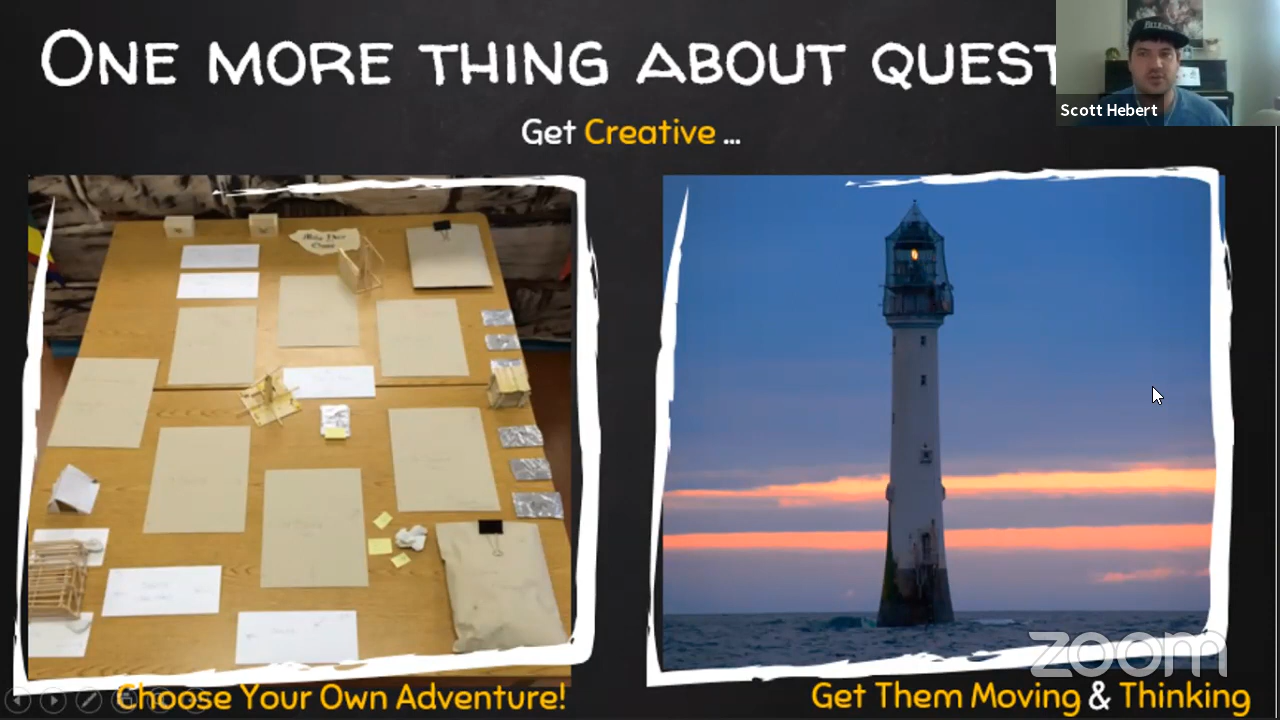 ONE MORE THING ABOUT QUEST
Scott Hebert
Get Creative ...
Choose Your Own Adventure!
Get Them Moving & Thinking
zoom